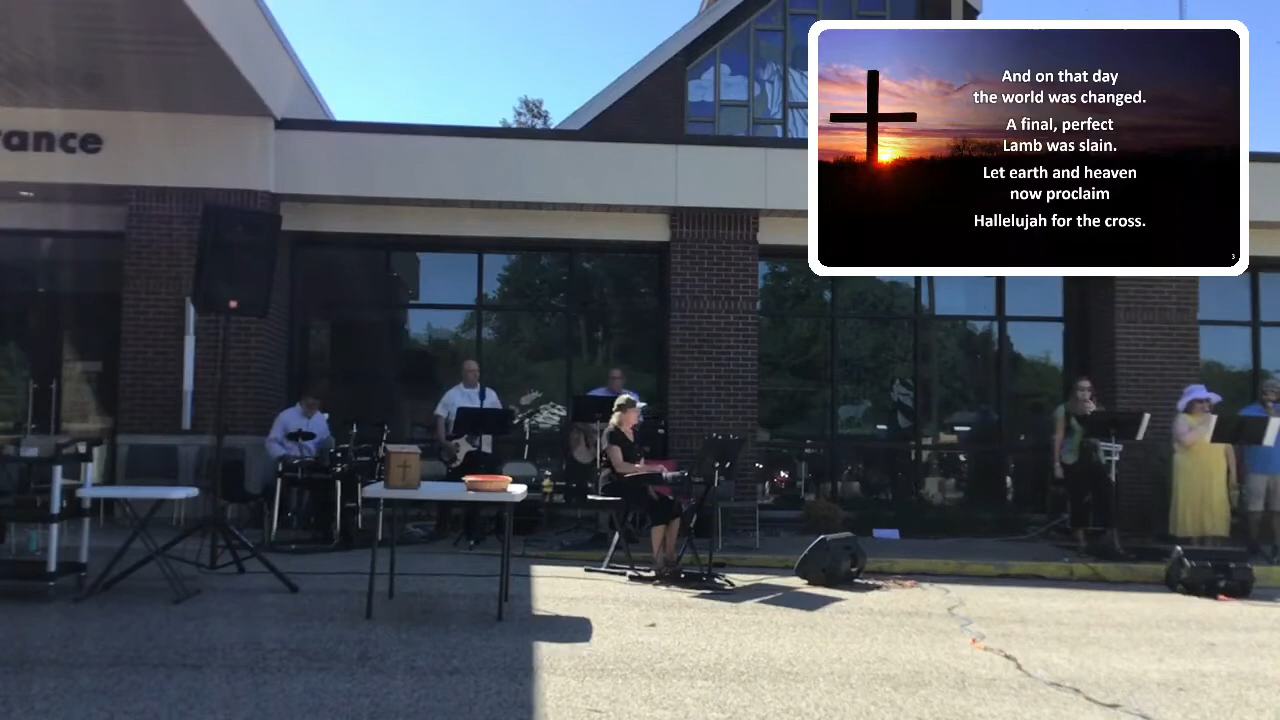 rance
And on that day
the world was changed.
A final, perfect
Lamb was slain.
Let earth and heaven
now proclaim
Hallelujah for the cross.
3